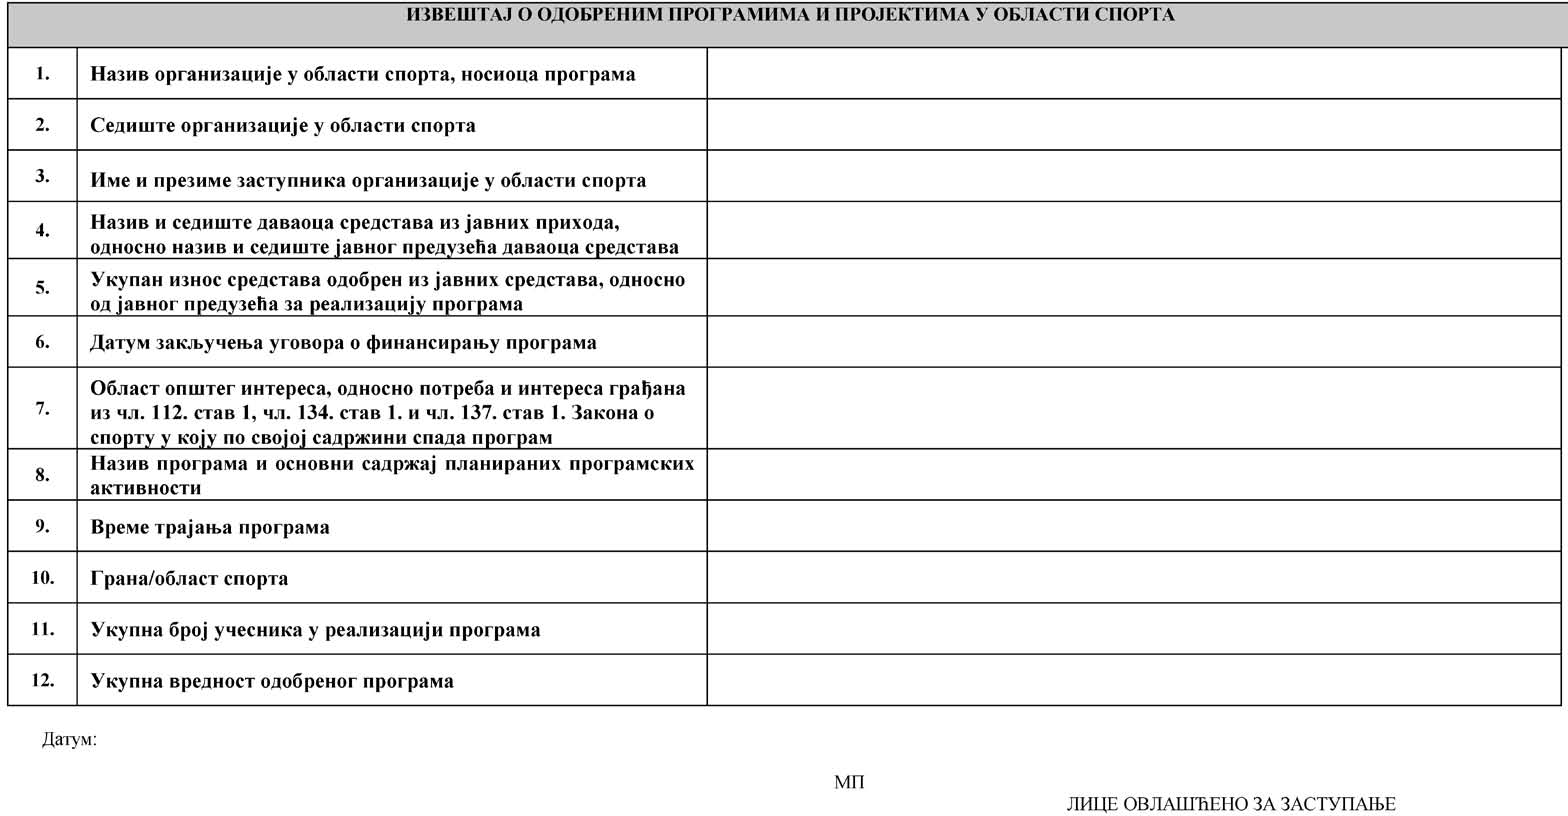 ИЗВЕШТАЈ О ОДОБРЕНИМ ПРОГРАМИМА И ПРОЈЕКТИМА У ОБЛАСТИ СПОРТА
1. Назив организације у области спорта, носиоца програма
2. Седиште организације у области спорта
3. Име и презиме заступника организације у области спорта
4. Назив и седиште даваоца средстава из јавних прихода,
односно назив и седиште јавног предузећа даваоца средстава
5. Укупан износ средстава одобрен из јавних средстава, односно
од јавног предузећа за реализацију програма
6. Датум закључења уговора о финансирању програма
7. Област општег интереса, односно потреба и интереса грађана
из чл. 112. став 1, чл. 134. став 1. и чл. 137. став 1. Закона о
спорту у коју по својој садржини спада програм
8. Назив програма и основни садржај планираних програмских
активности
9. Време трајања програма
10. Грана/област спорта
11. Укупна број учесника у реализацији програма
12. Укупна вредност одобреног програма
Датум:
МП
ЛИЦЕ ОВЛАШЋЕНО ЗА ЗАСТУПАЊЕ